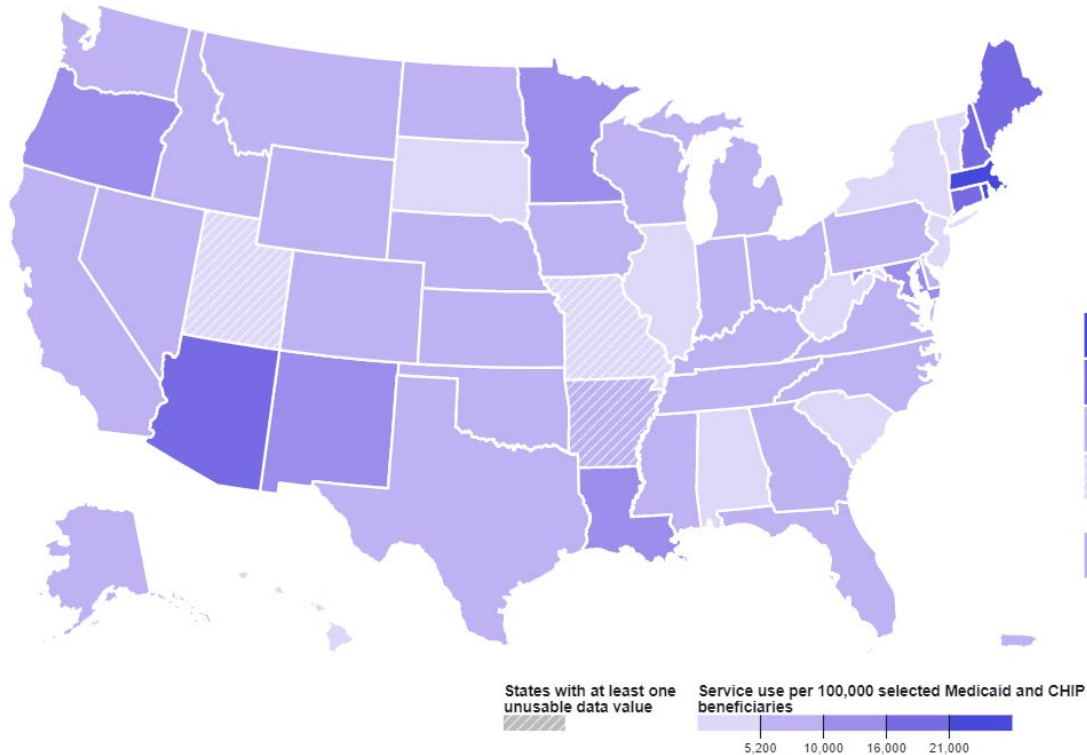 States with at least one
unusable data value
Service use per 100,000 selected Medicaid and CHIP
beneficiaries
5,200
10,000
16,000
21,000